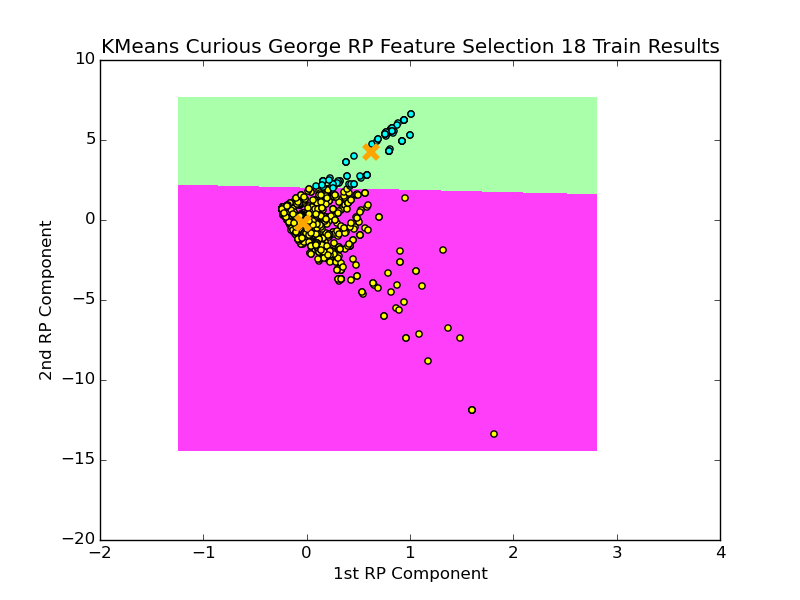 KMeans Curious George RP Feature Selection 18 Train Results
10
5
0
−5
−10
−15
−20
2nd RP Component
−2 −1 0 1 2 3 4
1st RP Component